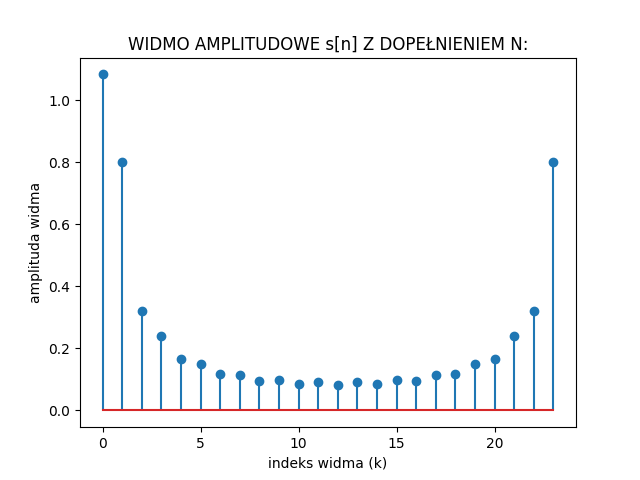 WIDMO AMPLITUDOWE s[n] Z DOPEŁNIENIEM N:
amplituda widma
1.0
0.8
0.6
0.4
0.2
0.0
0 5 10 15 20
indeks widma (k)